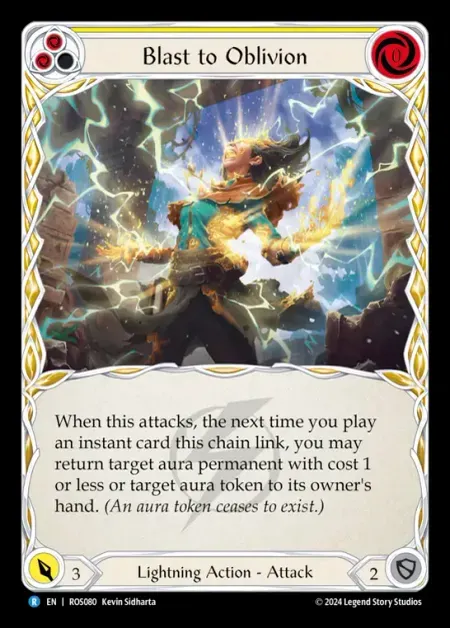 Blast to Oblivion
0
When this attacks, the next time you play
an instant card this chain link, you may
return target aura permanent with cost 1
or less or target aura token to its owner's
hand. (An aura token ceases to exist.)
3
Lightning Action - Attack
2
R EN | ROS080 Kevin Sidharta
© 2024 Legend Story Studios